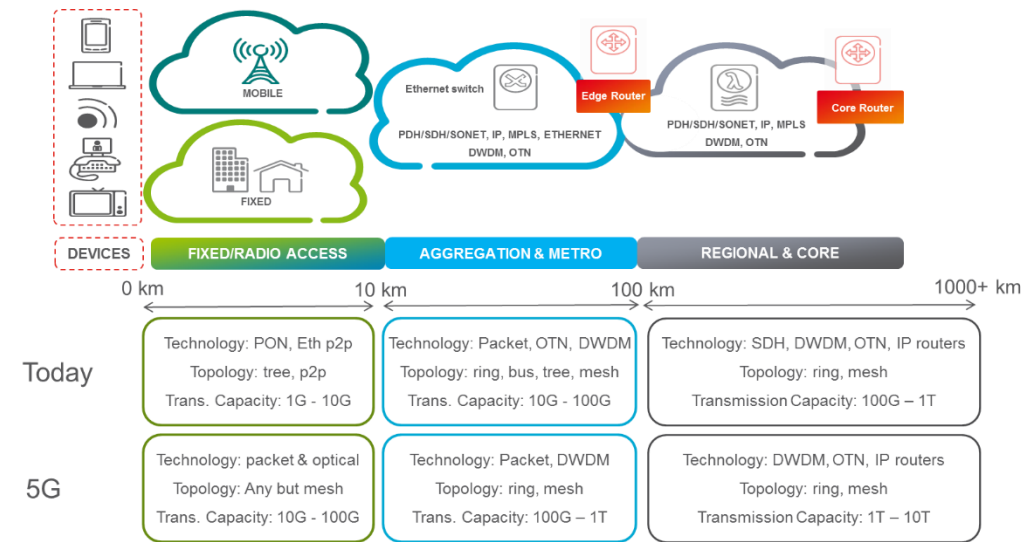 MOBILE
FIXED
Ethernet switch
PDH/SDH/SONET, IP, MPLS, ETHERNET
DWDM, OTN
Edge Router
λ
PDH/SDH/SONET, IP, MPLS
DWDM, OTN
Core Router
DEVICES
FIXED/RADIO ACCESS
AGGREGATION & METRO
REGIONAL & CORE
0 km
10 km
100 km
1000+ km
Today
Technology: PON, Eth p2p
Topology: tree, p2p
Trans. Capacity: 1G - 10G
Technology: Packet, OTN, DWDM
Topology: ring, bus, tree, mesh
Trans. Capacity: 10G - 100G
Technology: SDH, DWDM, OTN, IP routers
Topology: ring, mesh
Transmission Capacity: 100G – 1T
5G
Technology: packet & optical
Topology: Any but mesh
Trans. Capacity: 10G - 100G
Technology: Packet, DWDM
Topology: ring, mesh
Trans. Capacity: 100G – 1T
Technology: DWDM, OTN, IP routers
Topology: ring, mesh
Transmission Capacity: 1T – 10T